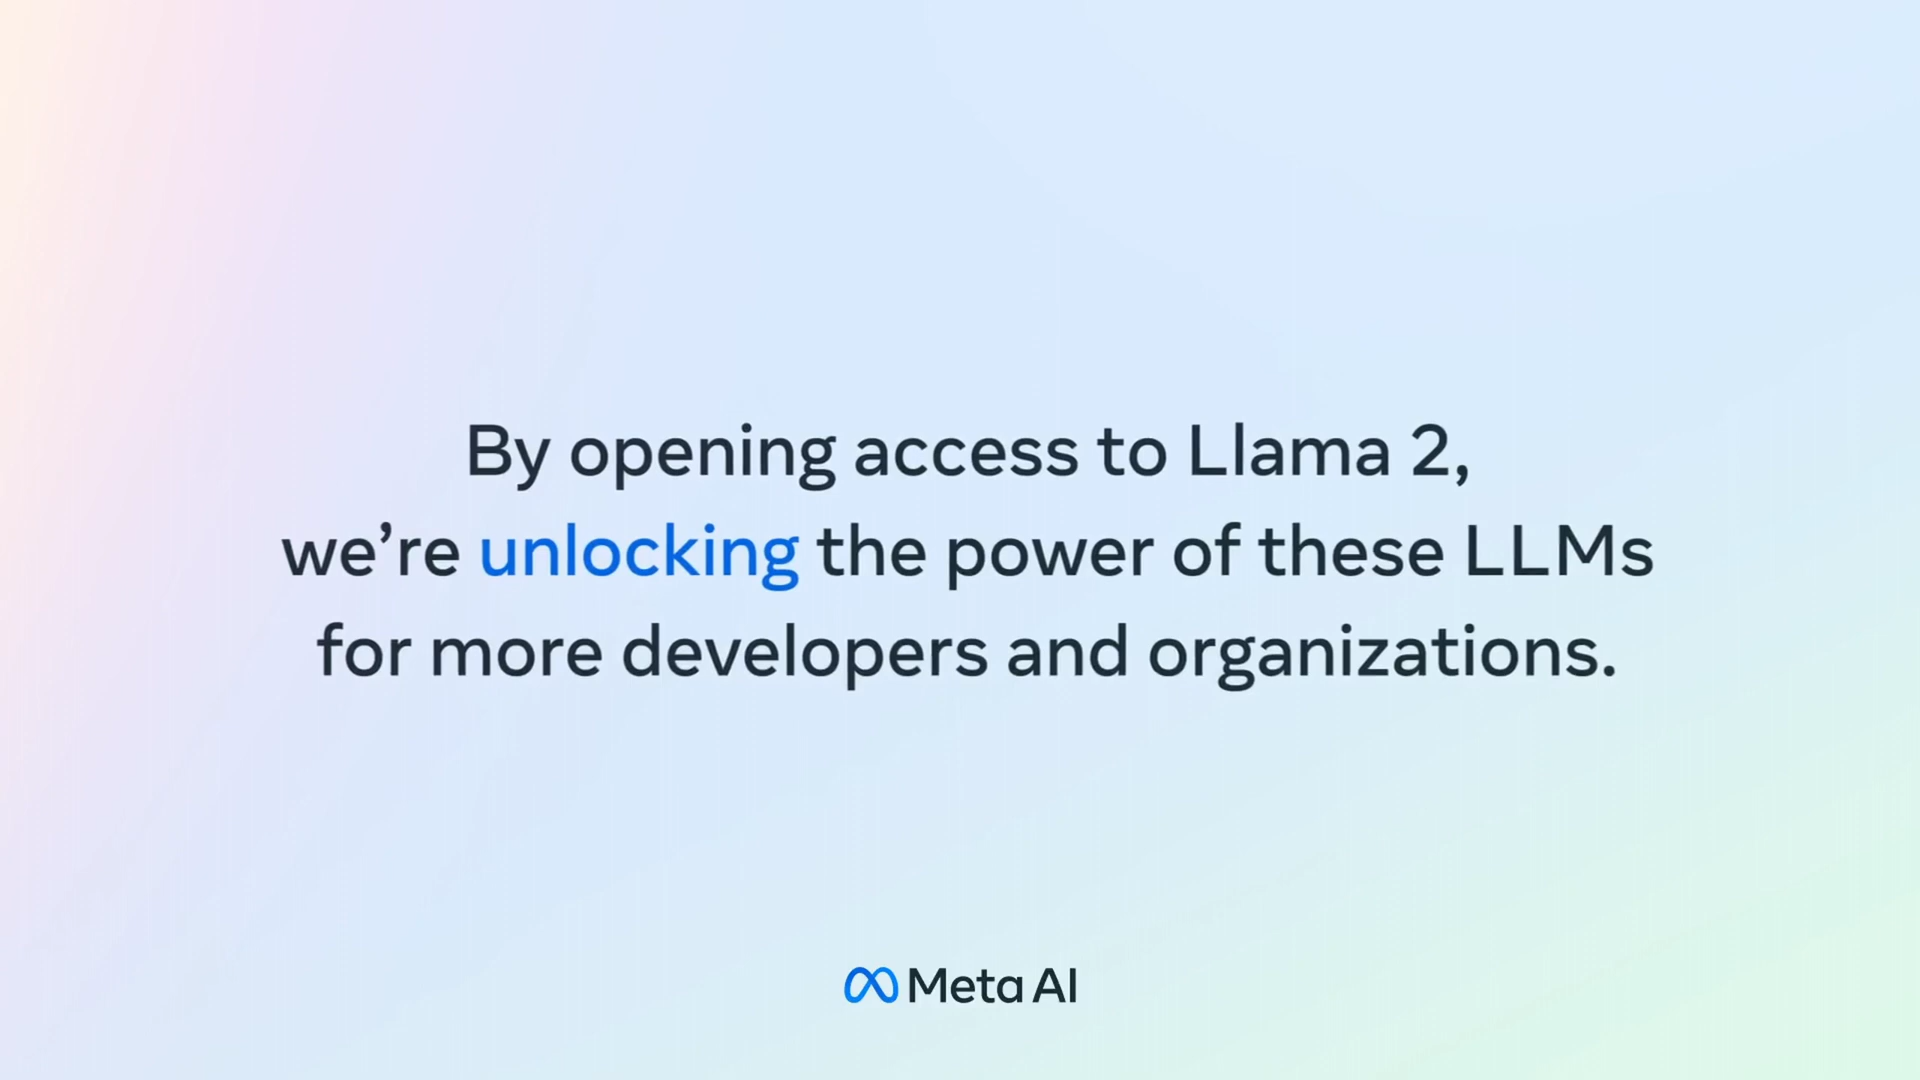 By opening access to Llama 2,
we’re unlocking the power of these LLMs
for more developers and organizations.
Meta AI